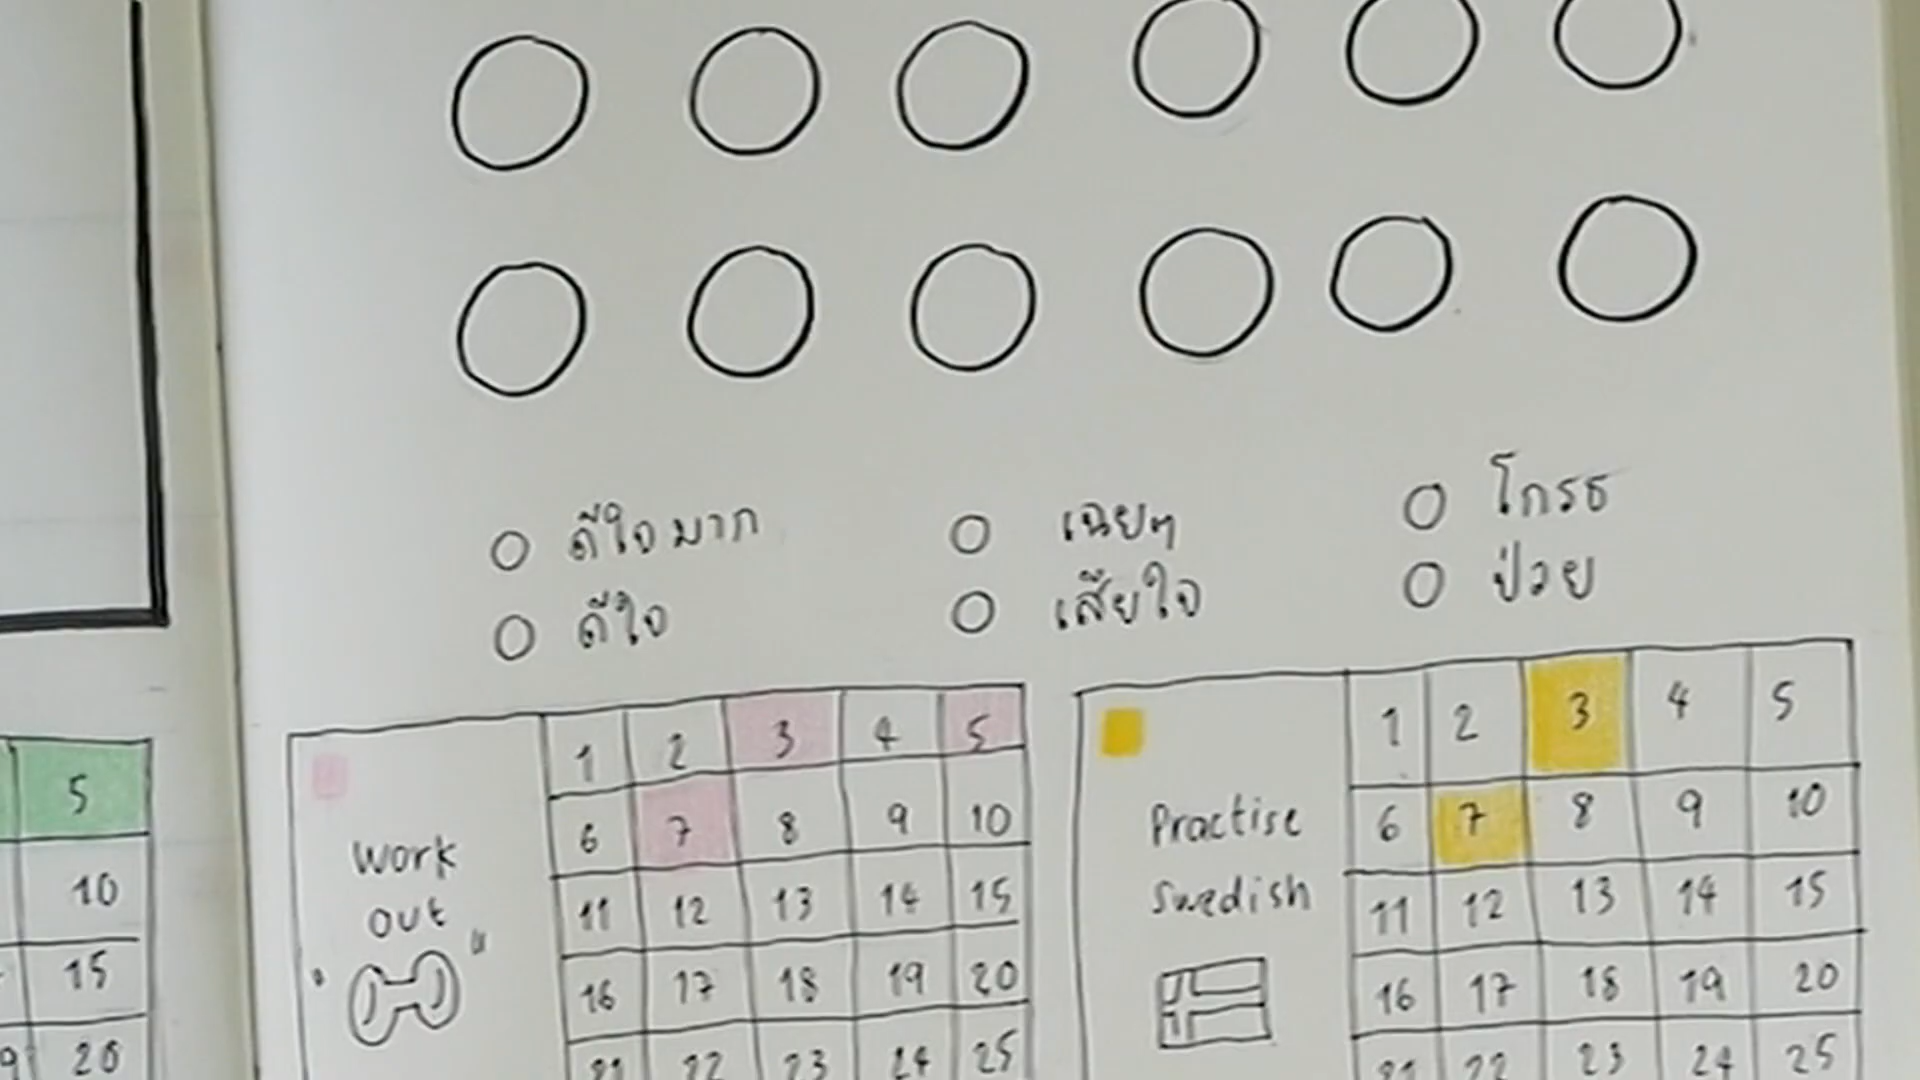 ดีใจมาก
ดีใจ
เฉยๆ
เสียใจ
โกรธ
ป่วย
5
10
15
20
work
out
1 2 3 4 5
6 7 8 9 10
11 12 13 14 15
16 17 18 19 20
21 22 23 24 25
Practise
Swedish
1 2 3 4 5
6 7 8 9 10
11 12 13 14 15
16 17 18 19 20
21 22 23 24 25